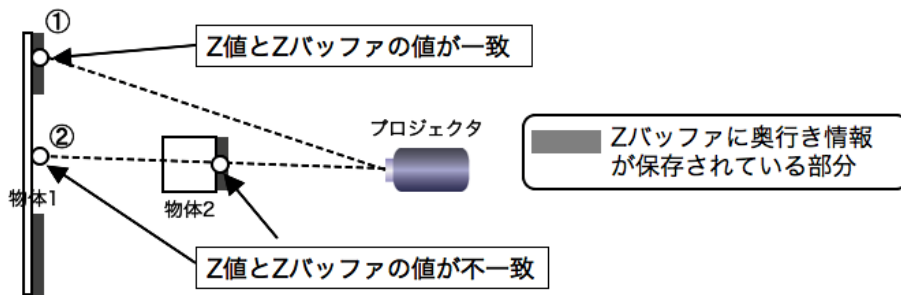 ①
Z値とZバッファの値が一致
②
プロジェクタ
Zバッファに奥行き情報
が保存されている部分
物体1
物体2
Z値とZバッファの値が不一致